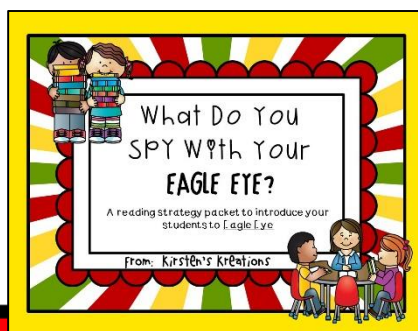 What Do You
SPY With Your
EAGLE EYE?
A reading strategy packet to introduce your
students to Eagle Eye
From: Kirsten's Kreations